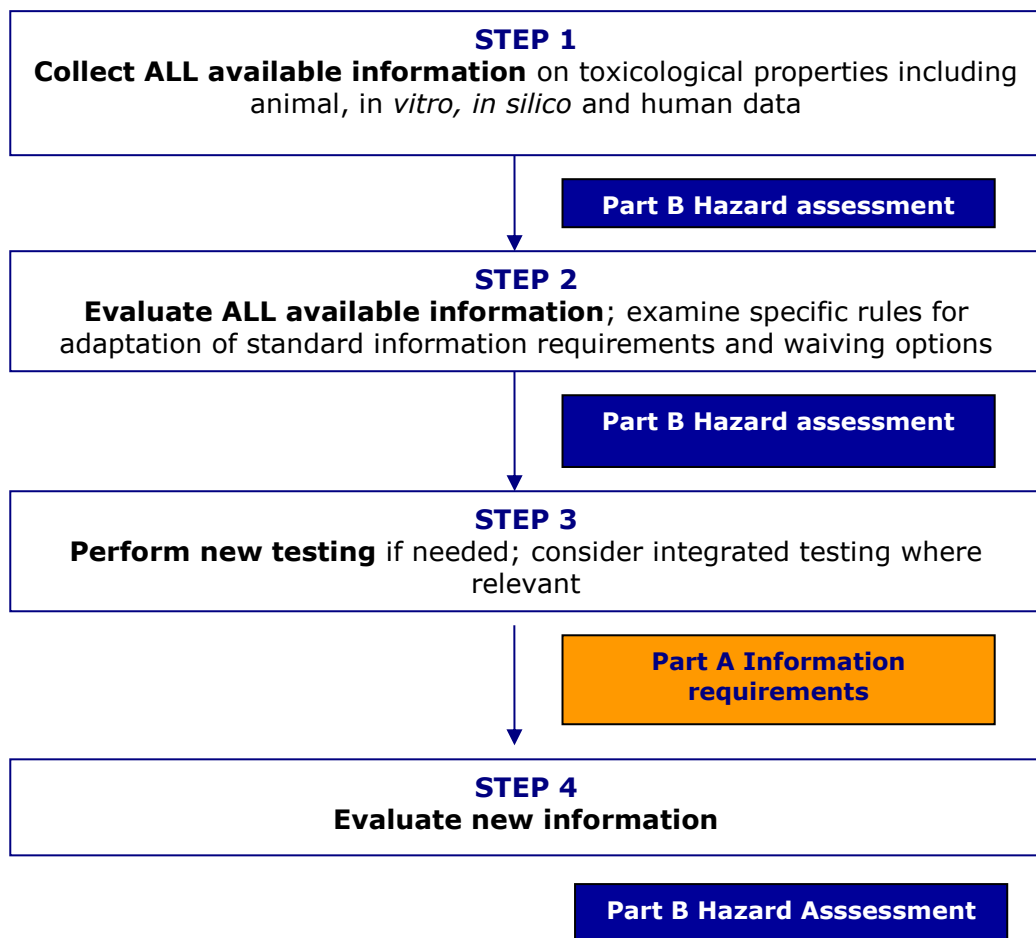 STEP 1
Collect ALL available information on toxicological properties including
animal, in vitro, in silico and human data
Part B Hazard assessment
STEP 2
Evaluate ALL available information; examine specific rules for
adaptation of standard information requirements and waiving options
Part B Hazard assessment
STEP 3
Perform new testing if needed; consider integrated testing where
relevant
Part A Information
requirements
STEP 4
Evaluate new information
Part B Hazard Asssessment